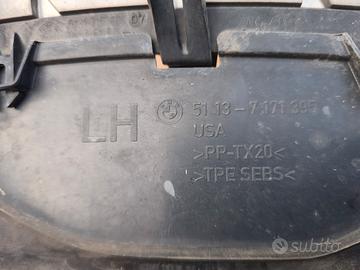 07
LH
51 13 - 7 171 395
USA
>PP-TX20<
>TPE SEBS<
subito